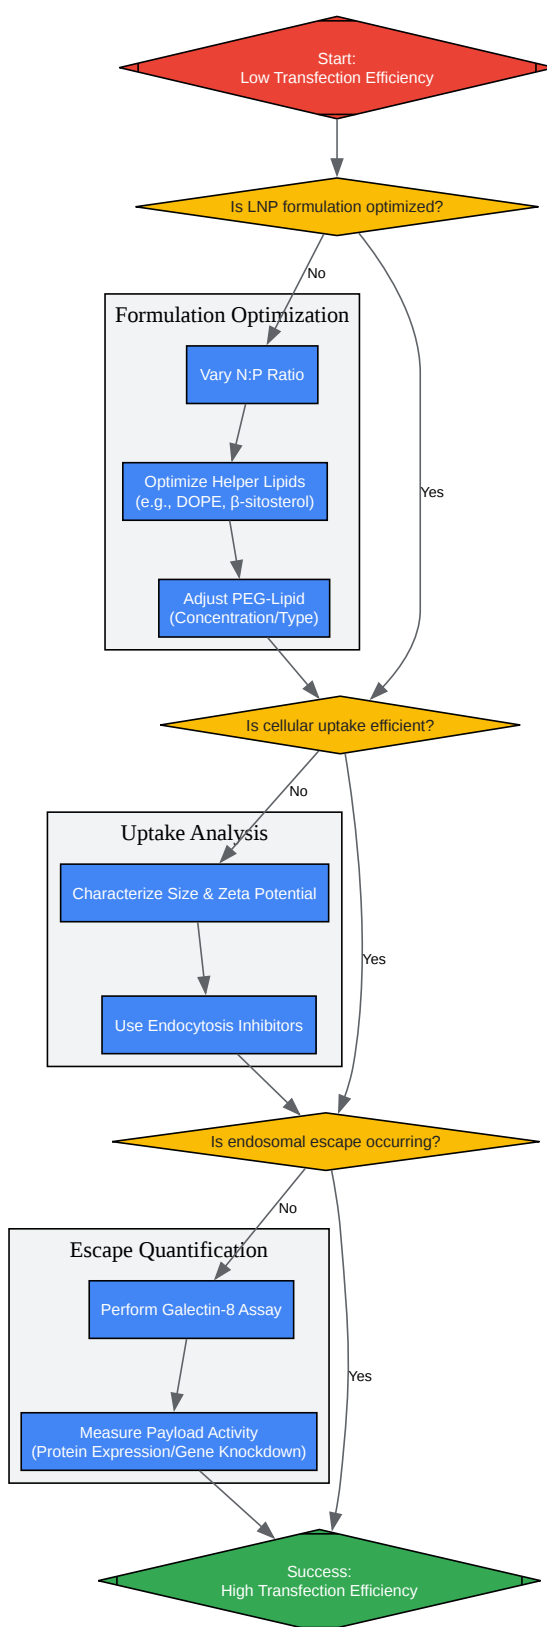 Start:
Low Transfection Efficiency
Is LNP formulation optimized?
No
Formulation Optimization
Vary N:P Ratio
Optimize Helper Lipids
(e.g., DOPE, β-sitosterol)
Yes
Adjust PEG-Lipid
(Concentration/Type)
Is cellular uptake efficient?
No
Uptake Analysis
Characterize Size & Zeta Potential
Yes
Use Endocytosis Inhibitors
Is endosomal escape occurring?
No
Escape Quantification
Perform Galectin-8 Assay
Yes
Measure Payload Activity
(Protein Expression/Gene Knockdown)
Success:
High Transfection Efficiency